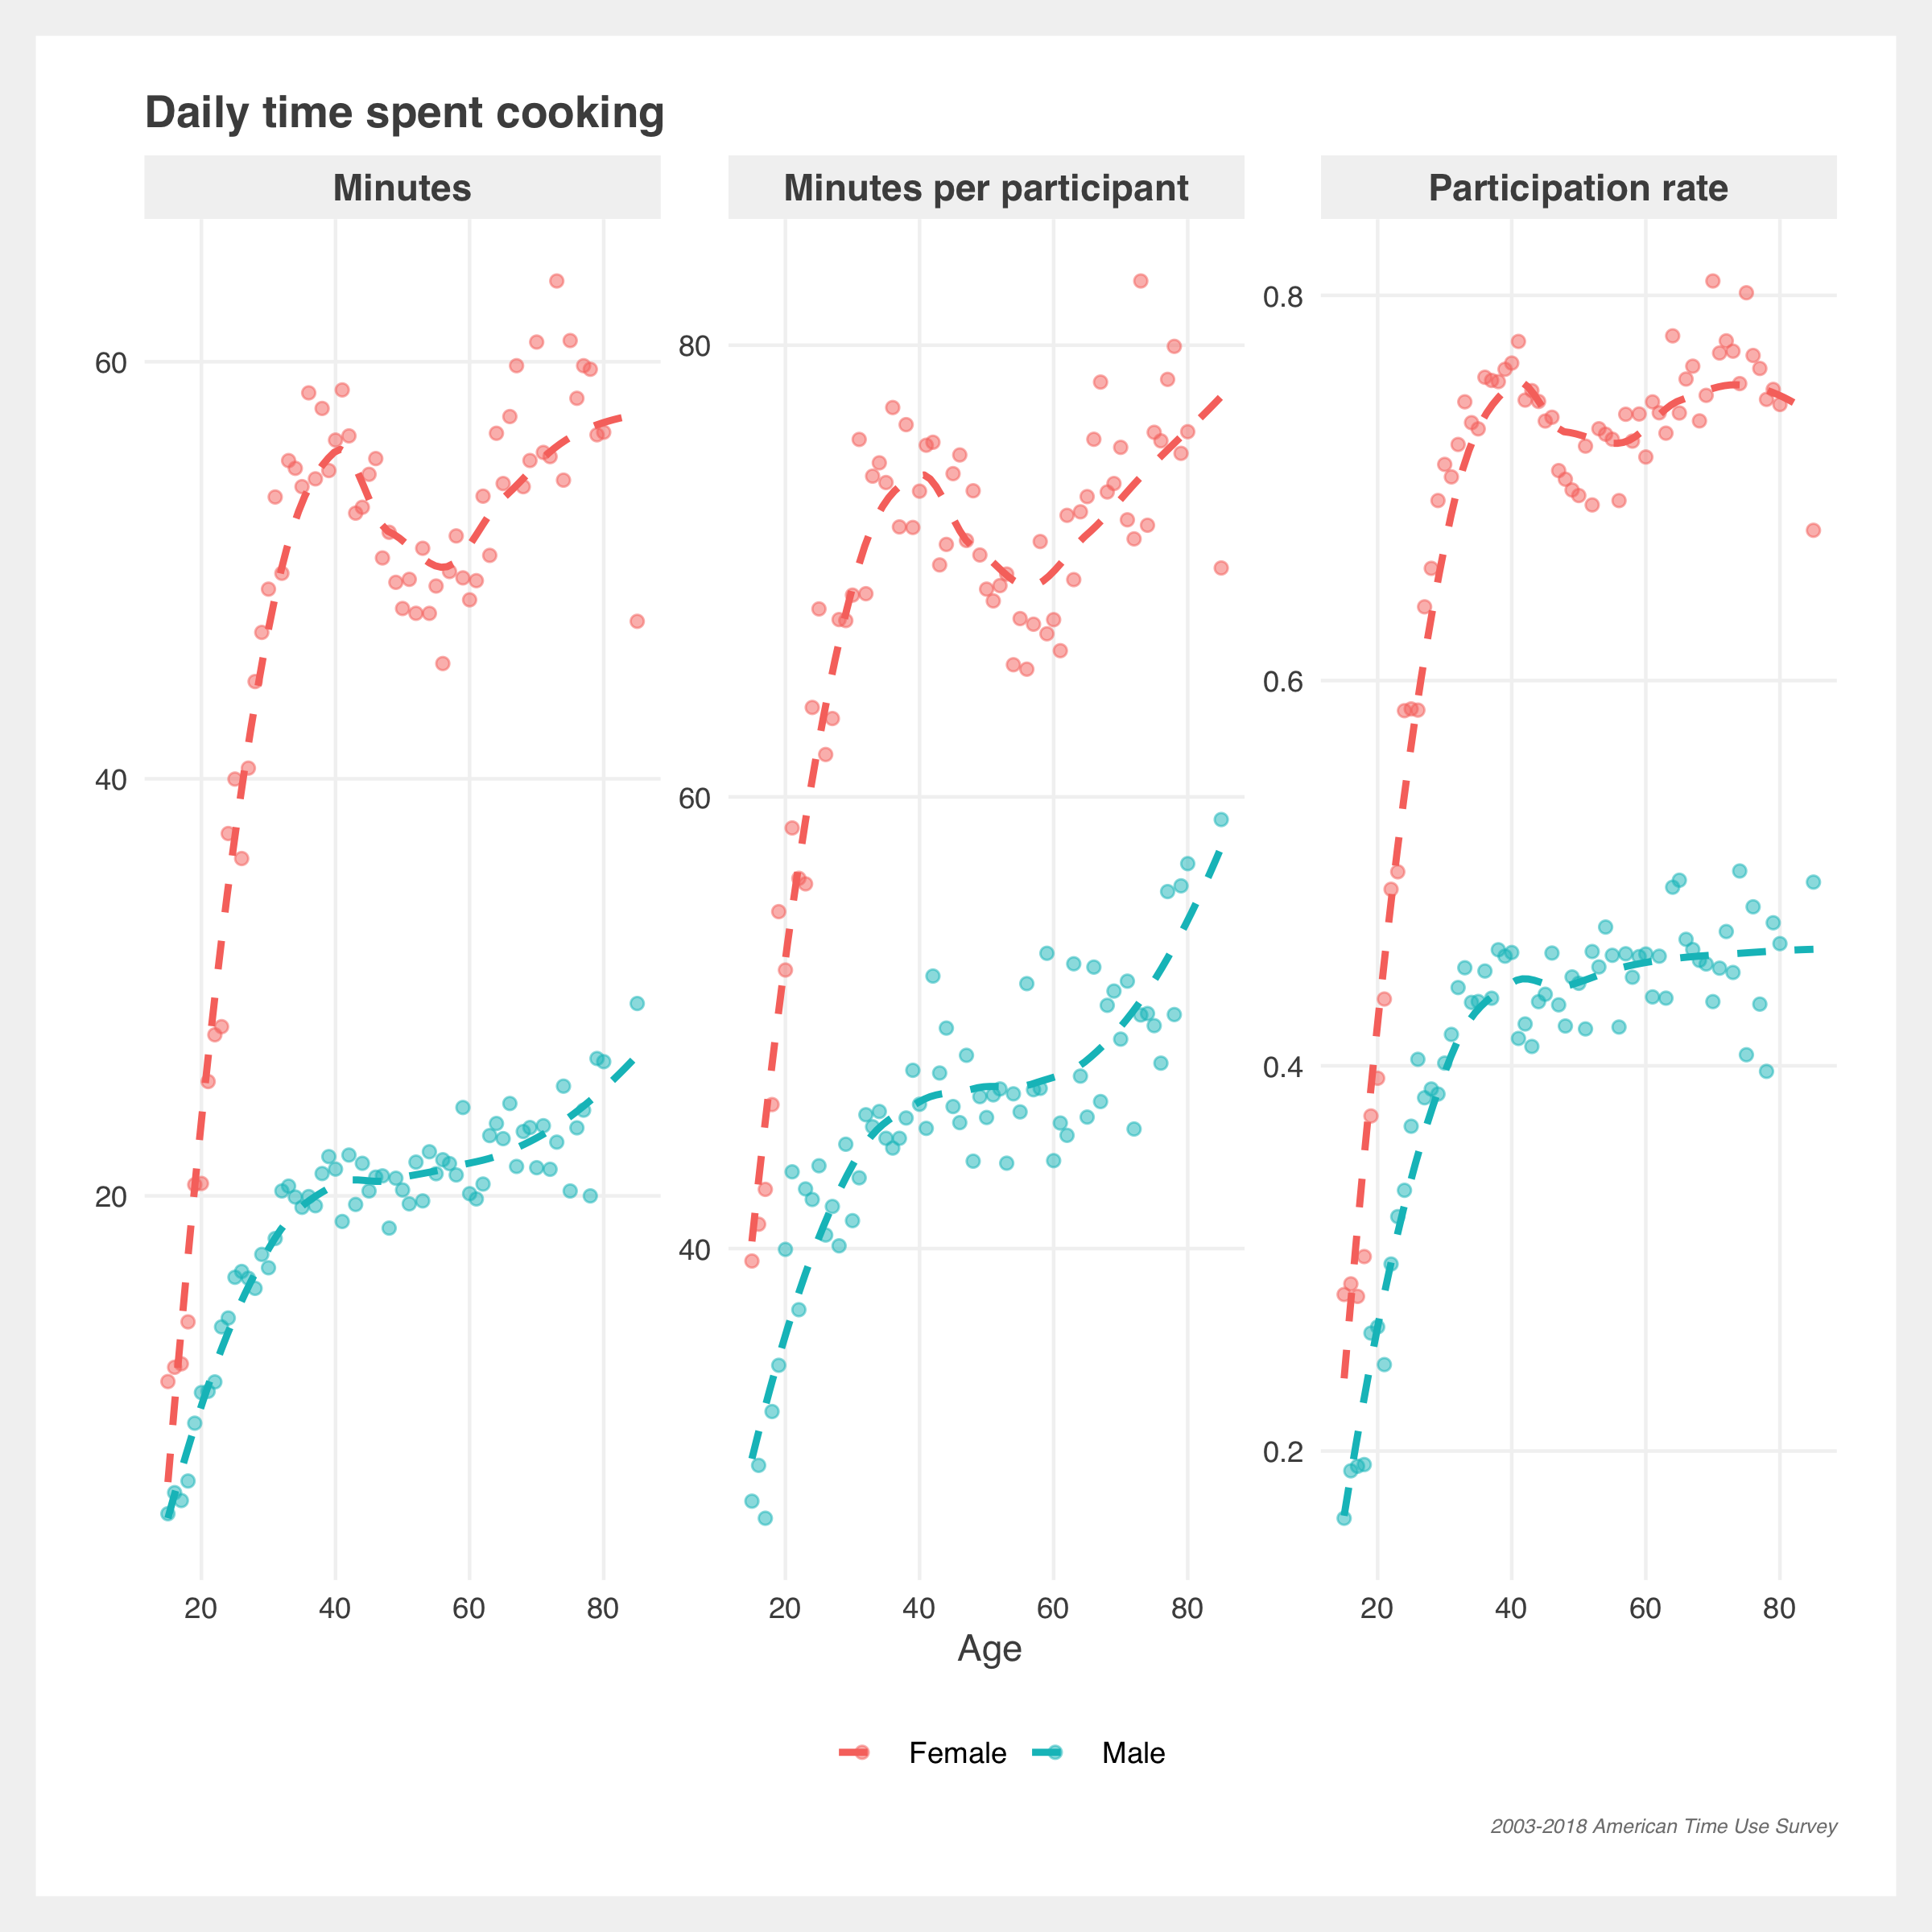 Daily time spent cooking
Minutes
Minutes per participant
Participation rate
60
40
20
80
60
40
0.8
0.6
0.4
0.2
20 40 60 80
20 40 60 80
20 40 60 80
Age
Female
Male
2003-2018 American Time Use Survey